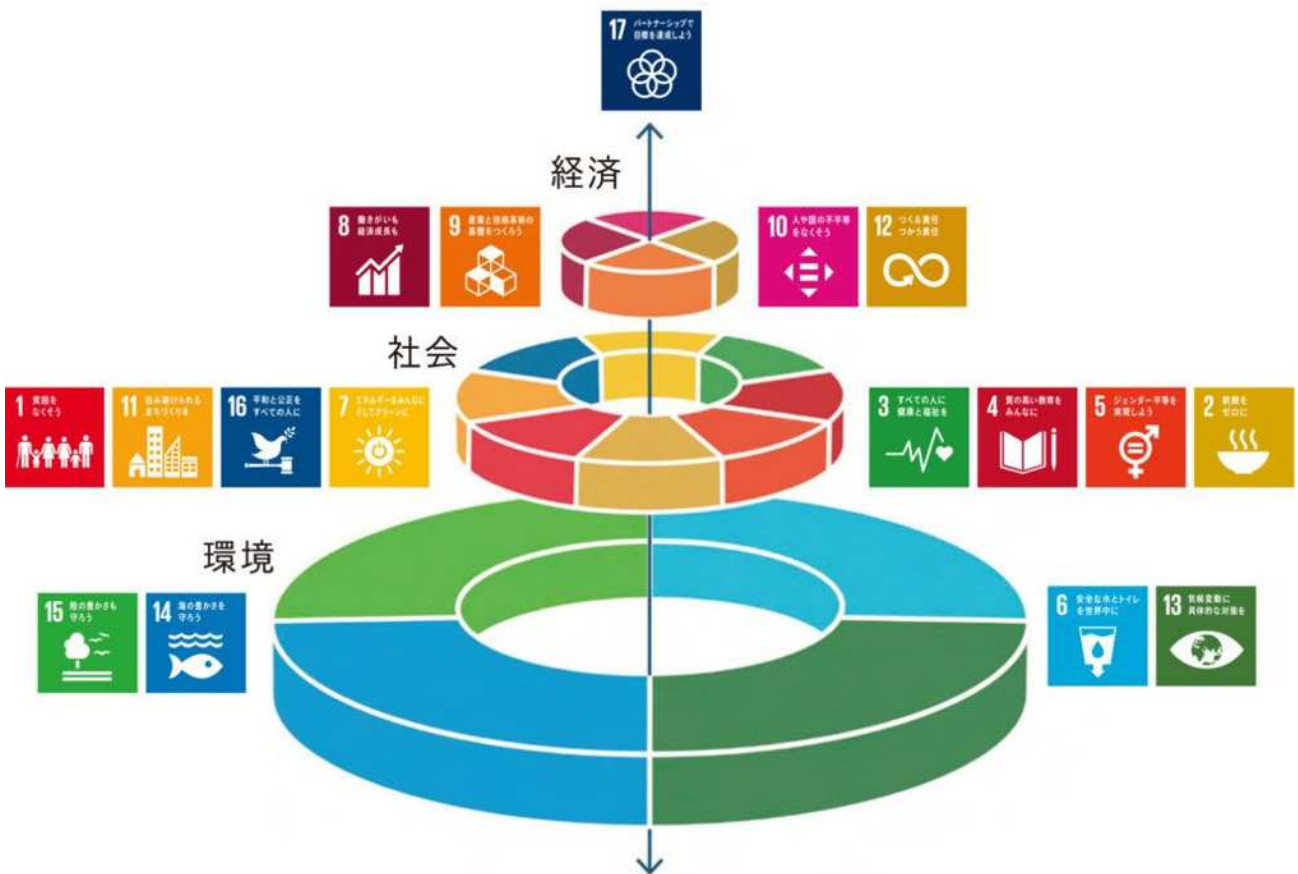 17 パートナーシップで
目標を達成しよう
経済
8 働きがいも
経済成長も
9 産業と技術革新の
基盤をつくろう
10 人や国の不平等
をなくそう
12 つくる責任
つかう責任
社会
1 貧困を
なくそう
11 住み続けられる
まちづくりを
16 平和と公正を
すべての人に
7 エネルギーをみんなに
そしてクリーンに
3 すべての人に
健康と福祉を
4 質の高い教育を
みんなに
5 ジェンダー平等を
実現しよう
2 飢餓を
ゼロに
環境
15 陸の豊かさも
守ろう
14 海の豊かさを
守ろう
6 安全な水とトイレ
を世界中に
13 気候変動に
具体的な対策を